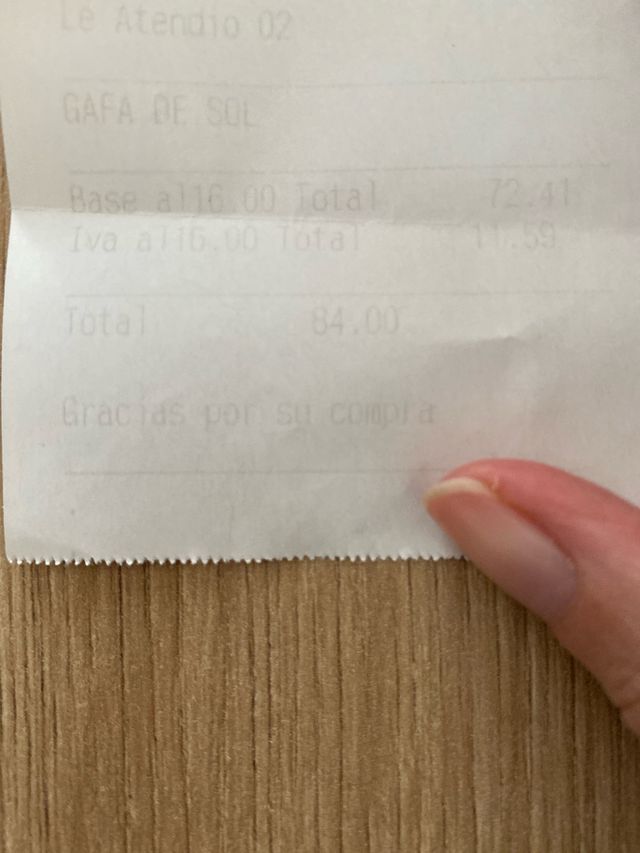 Le Atendio 02
GAFA DE SOL
Base al16.00 Total 72.41
Iva al16.00 Total 11.59
Total 84.00
Gracias por su compra